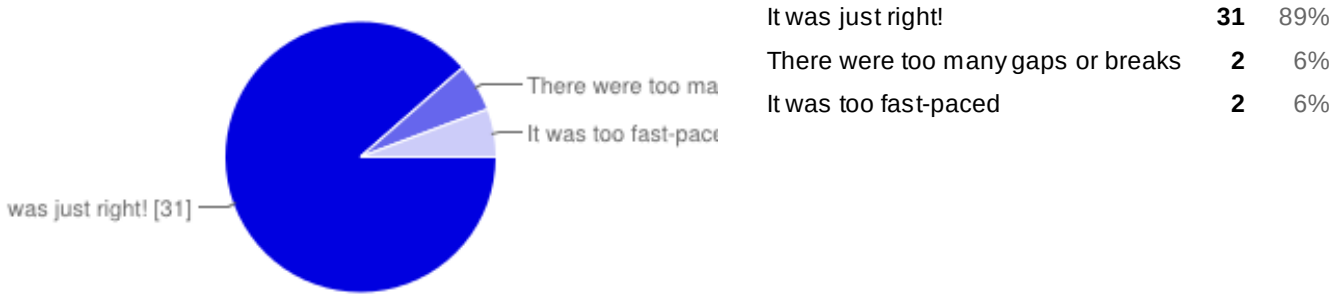 There were too ma
It was too fast-pace
was just right! [31]
It was just right! 31 89%
There were too many gaps or breaks 2 6%
It was too fast-paced 2 6%